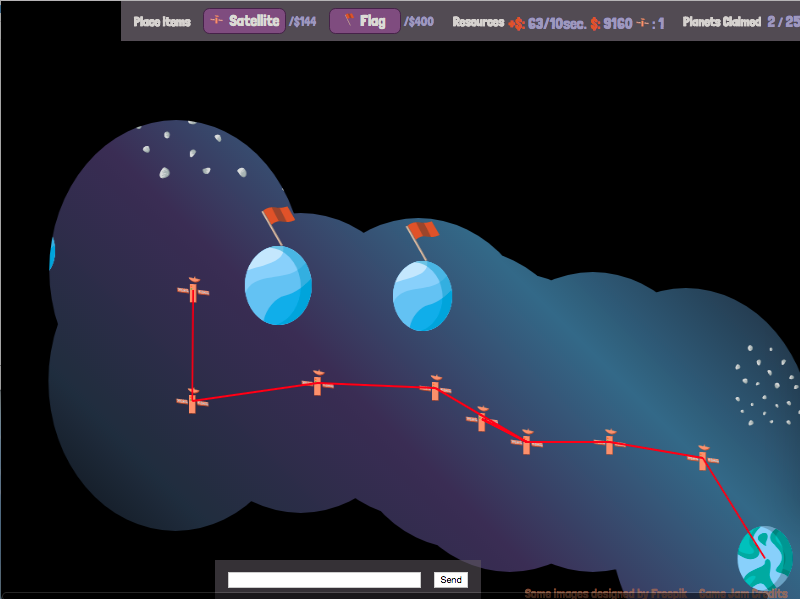 Place items Satellite /$144 Flag /$400 Resources +$: 63/10sec. $: 9160 : 1 Planets Claimed 2 / 25
Send
Some images designed by Freepik Game Jam Credits